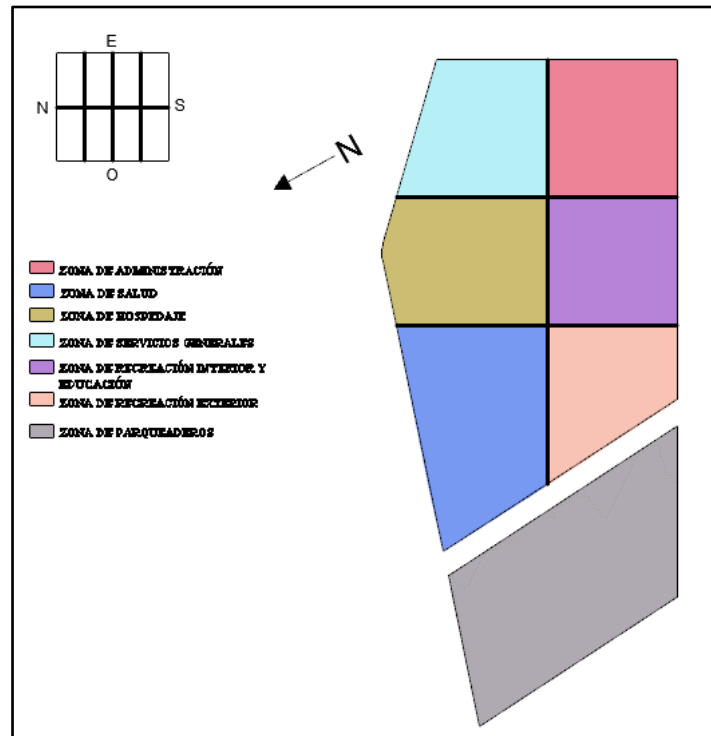 E
N
S
O
N
ZONA DE ADMINISTRACIÓN
ZONA DE SALUD
ZONA DE HOSPEDAJE
ZONA DE SERVICIOS GENERALES
ZONA DE RECREACIÓN INTERIOR Y
EDUCACIÓN
ZONA DE RECREACIÓN EXTERIOR
ZONA DE PARQUEADEROS